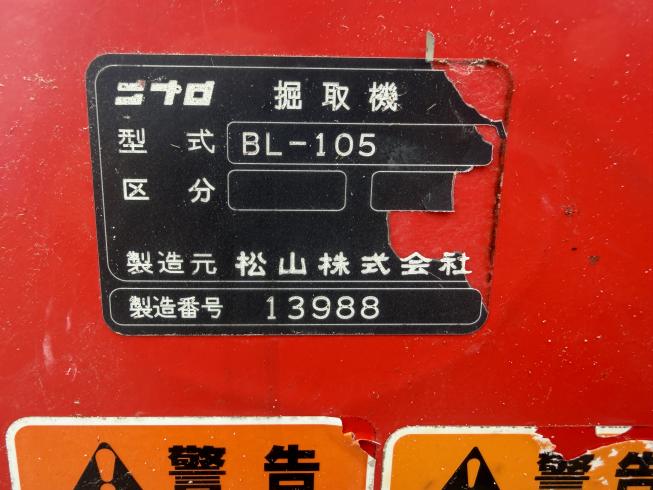 ニプロ 掘取機
型式 BL-105
区分
製造元 松山株式会社
製造番号 13988
警告 警告